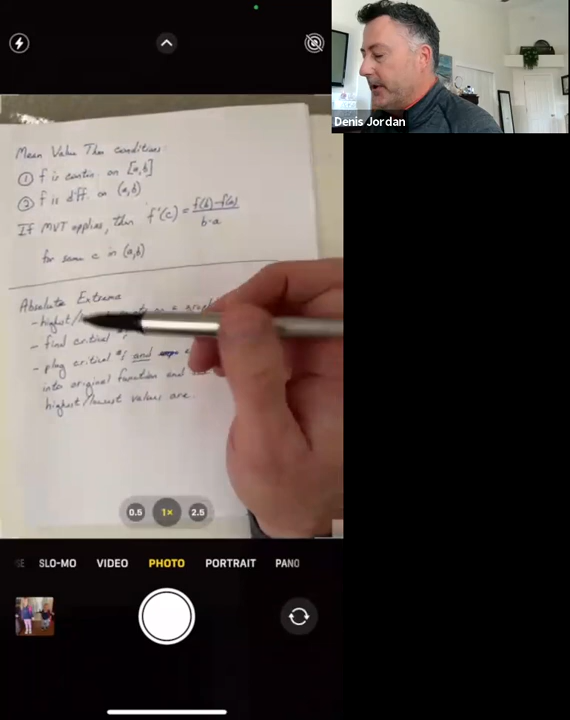 Denis Jordan
Mean Value Thm conditions:
① f is contin. on [a,b]
② f is diff. on (a,b)
If MVT applies, then f'(c) = f(b)-f(a)
b-a
for some c in (a,b)
Absolute Extrema
- highest/
- find critical #s
- plug critical #s and
into original function and
highest/lowest values are.
0.5 1× 2.5
SLO-MO VIDEO PHOTO PORTRAIT PANO